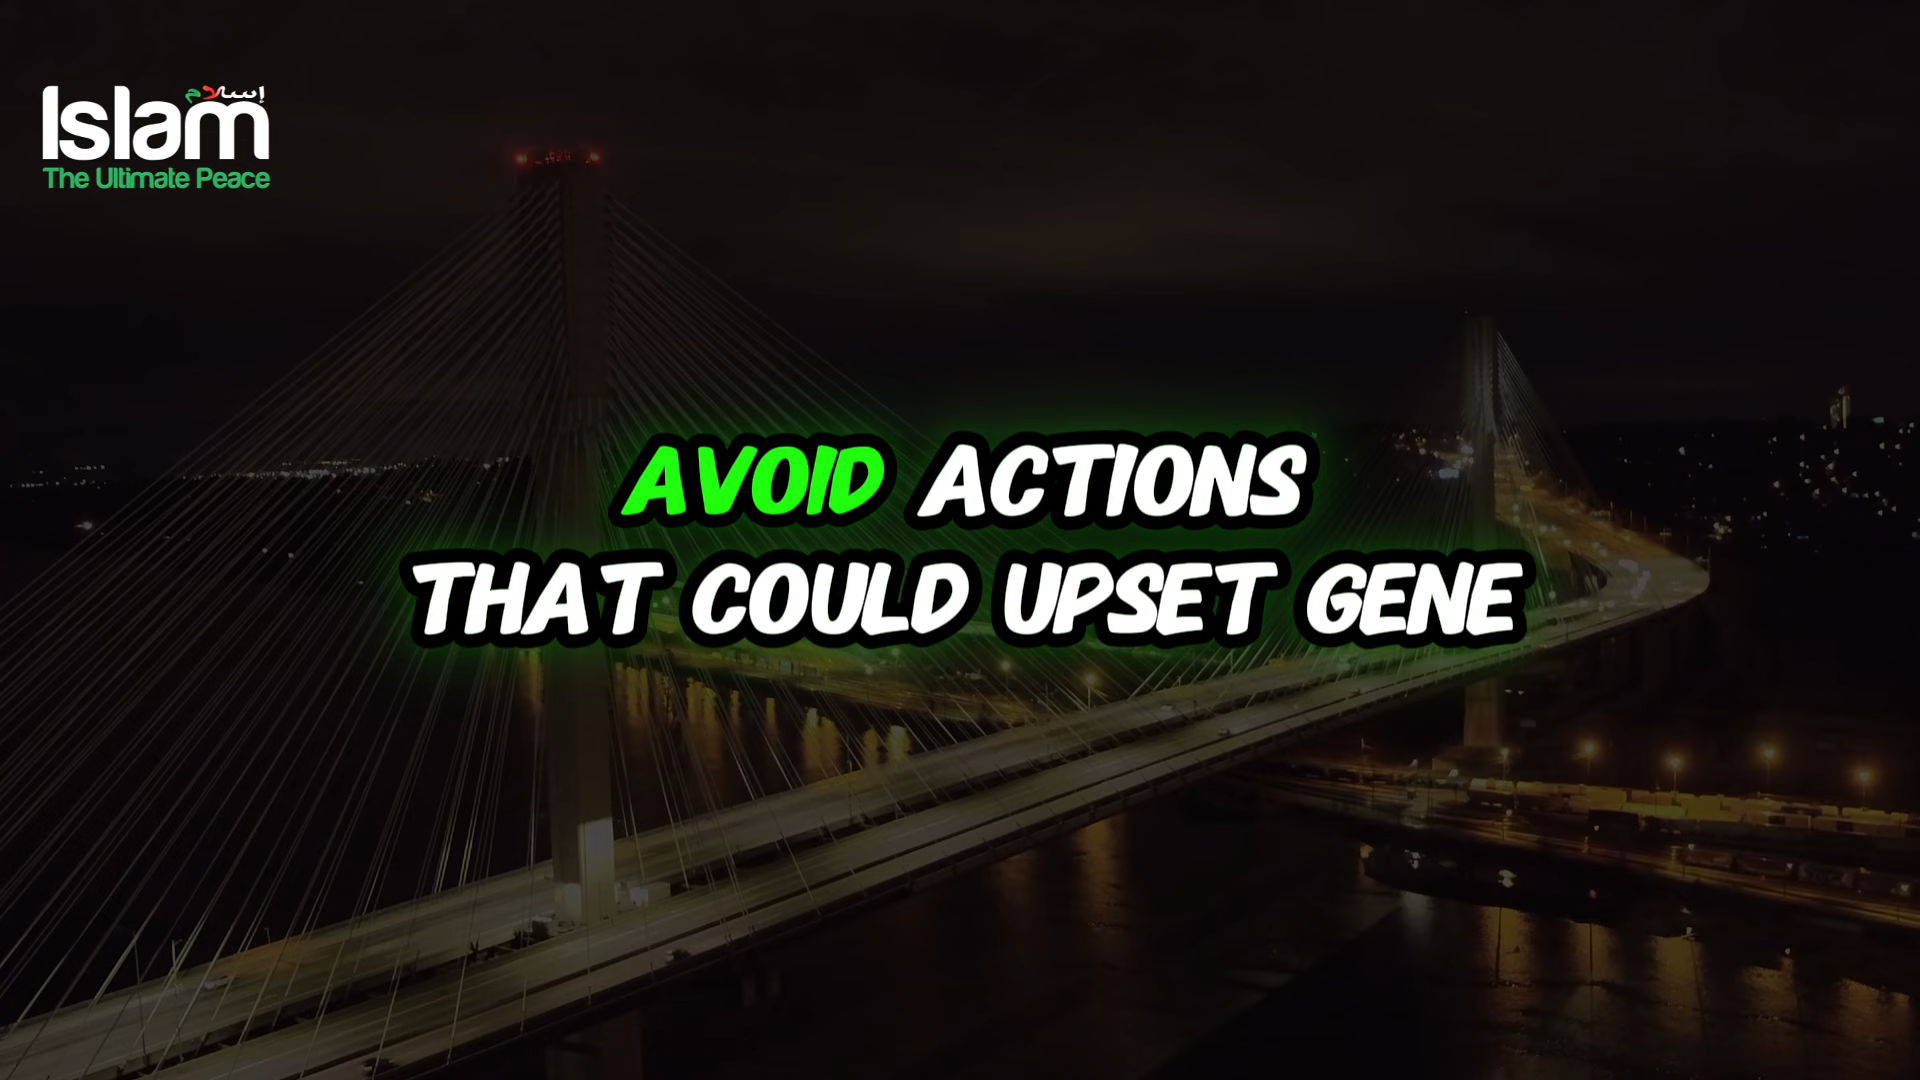 إسلام
Islam
The Ultimate Peace
AVOID ACTIONS
THAT COULD UPSET GENE